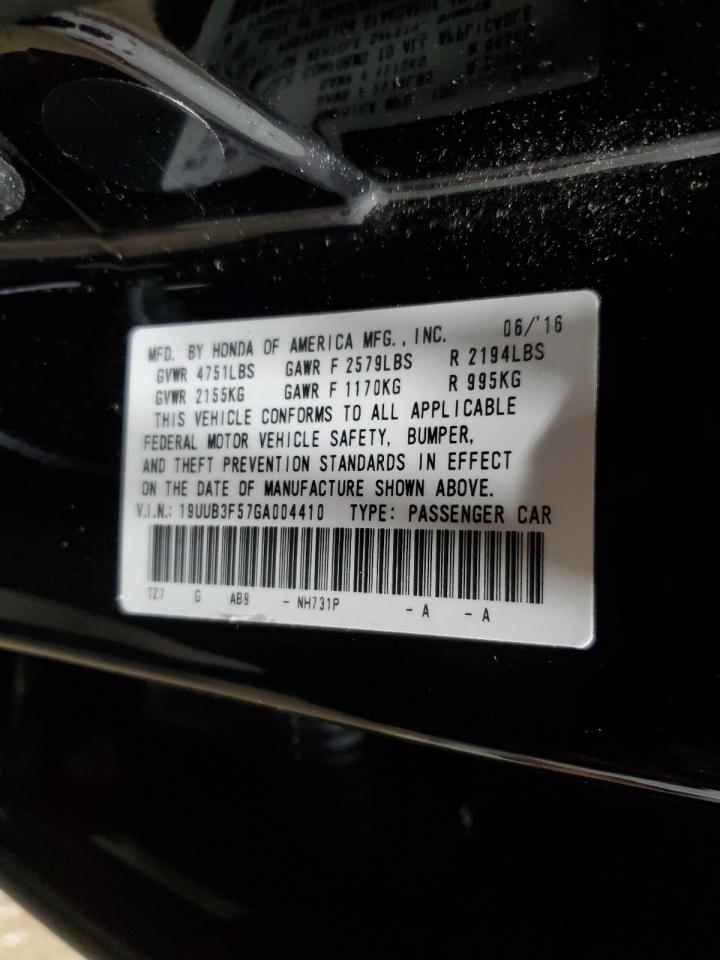 MFD. BY HONDA OF AMERICA MFG., INC. 06/'16
GVWR 4751LBS GAWR F 2579LBS R 2194LBS
GVWR 2155KG GAWR F 1170KG R 995KG
THIS VEHICLE CONFORMS TO ALL APPLICABLE
FEDERAL MOTOR VEHICLE SAFETY, BUMPER,
AND THEFT PREVENTION STANDARDS IN EFFECT
ON THE DATE OF MANUFACTURE SHOWN ABOVE.
V.I.N.: 19UUB3F57GA004410 TYPE: PASSENGER CAR
TZ7 G AB9 - NH731P - A - A